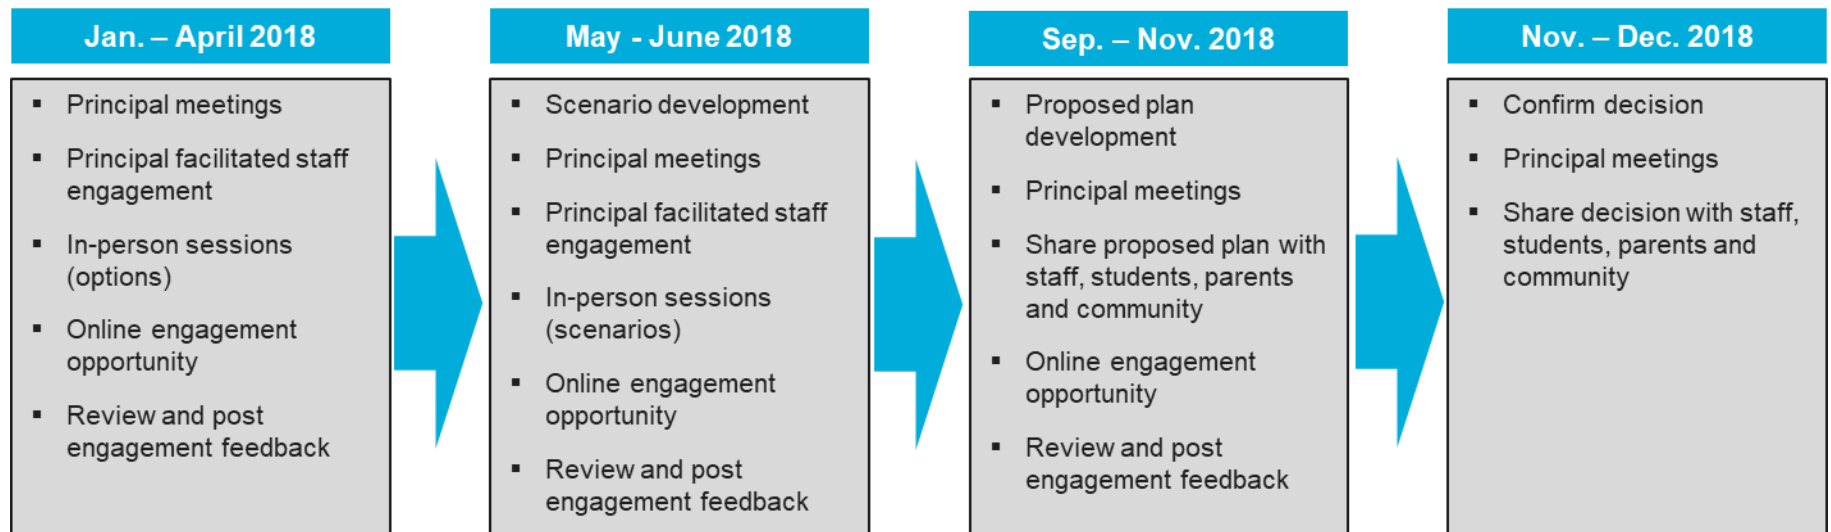 Jan. – April 2018
▪ Principal meetings
▪ Principal facilitated staff
engagement
▪ In-person sessions
(options)
▪ Online engagement
opportunity
▪ Review and post
engagement feedback
May - June 2018
▪ Scenario development
▪ Principal meetings
▪ Principal facilitated staff
engagement
▪ In-person sessions
(scenarios)
▪ Online engagement
opportunity
▪ Review and post
engagement feedback
Sep. – Nov. 2018
▪ Proposed plan
development
▪ Principal meetings
▪ Share proposed plan with
staff, students, parents
and community
▪ Online engagement
opportunity
▪ Review and post
engagement feedback
Nov. – Dec. 2018
▪ Confirm decision
▪ Principal meetings
▪ Share decision with staff,
students, parents and
community